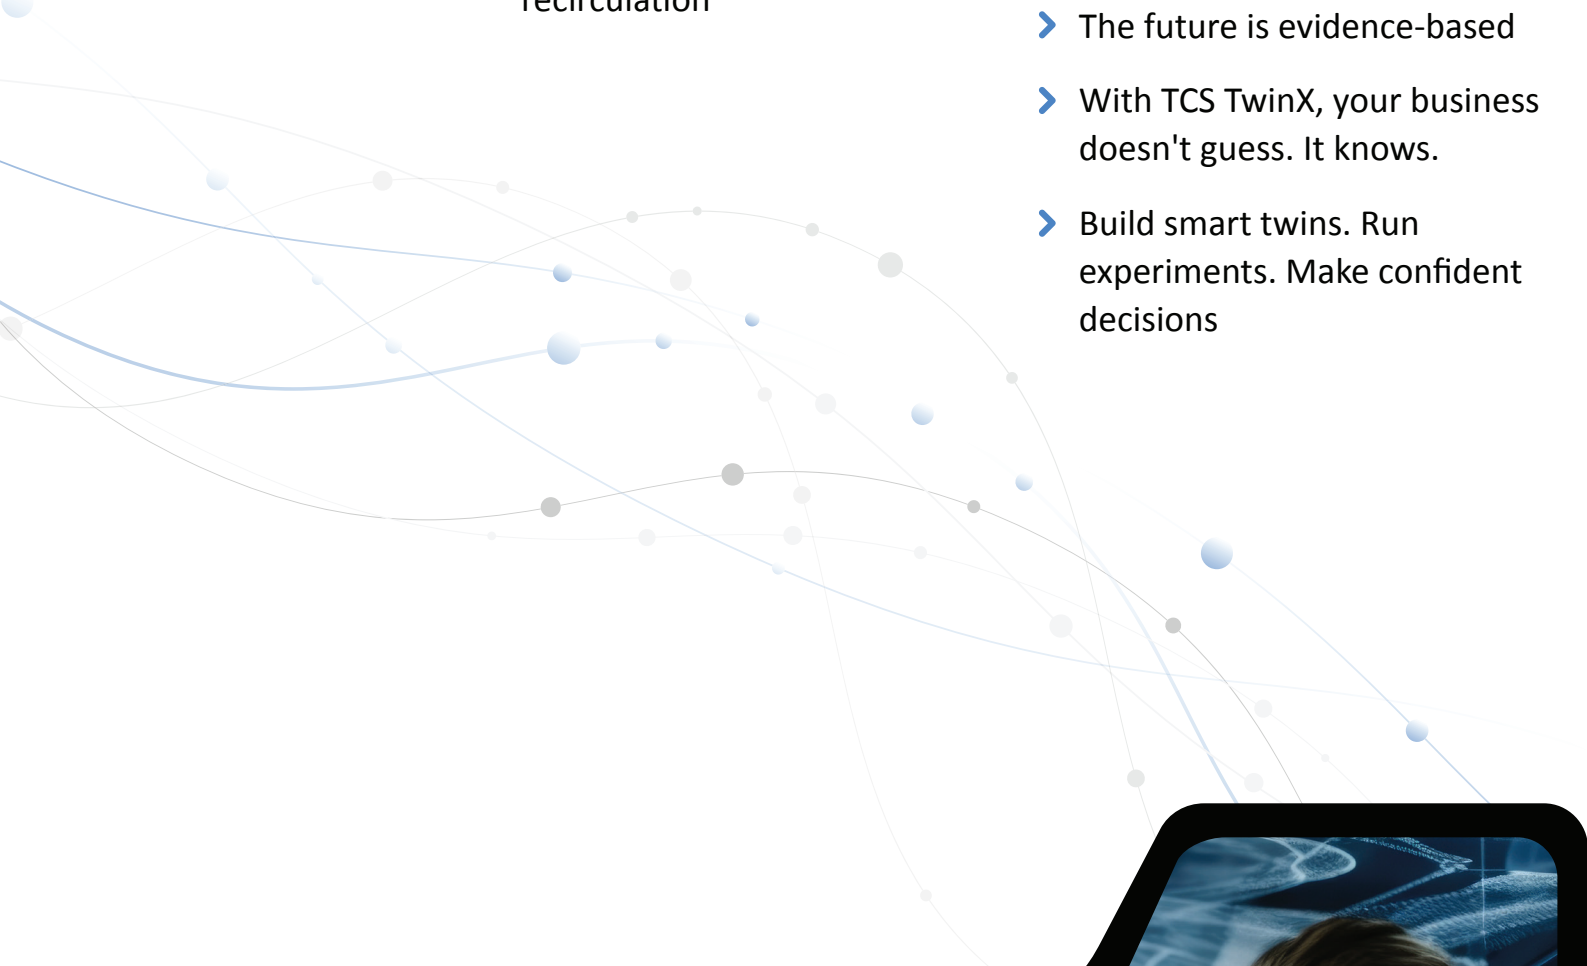 recirculation
The future is evidence-based
With TCS TwinX, your business
doesn't guess. It knows.
Build smart twins. Run
experiments. Make confident
decisions